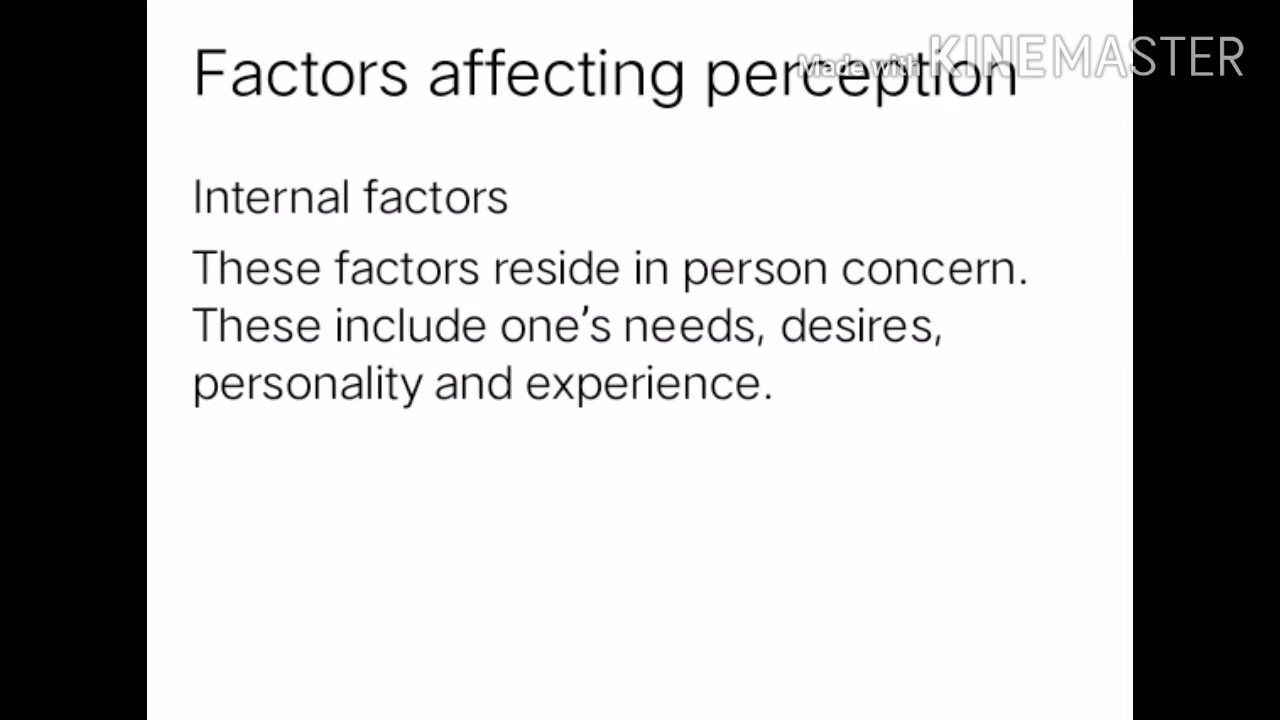 Factors affecting perception
Made with KINEMASTER
Internal factors
These factors reside in person concern.
These include one’s needs, desires,
personality and experience.